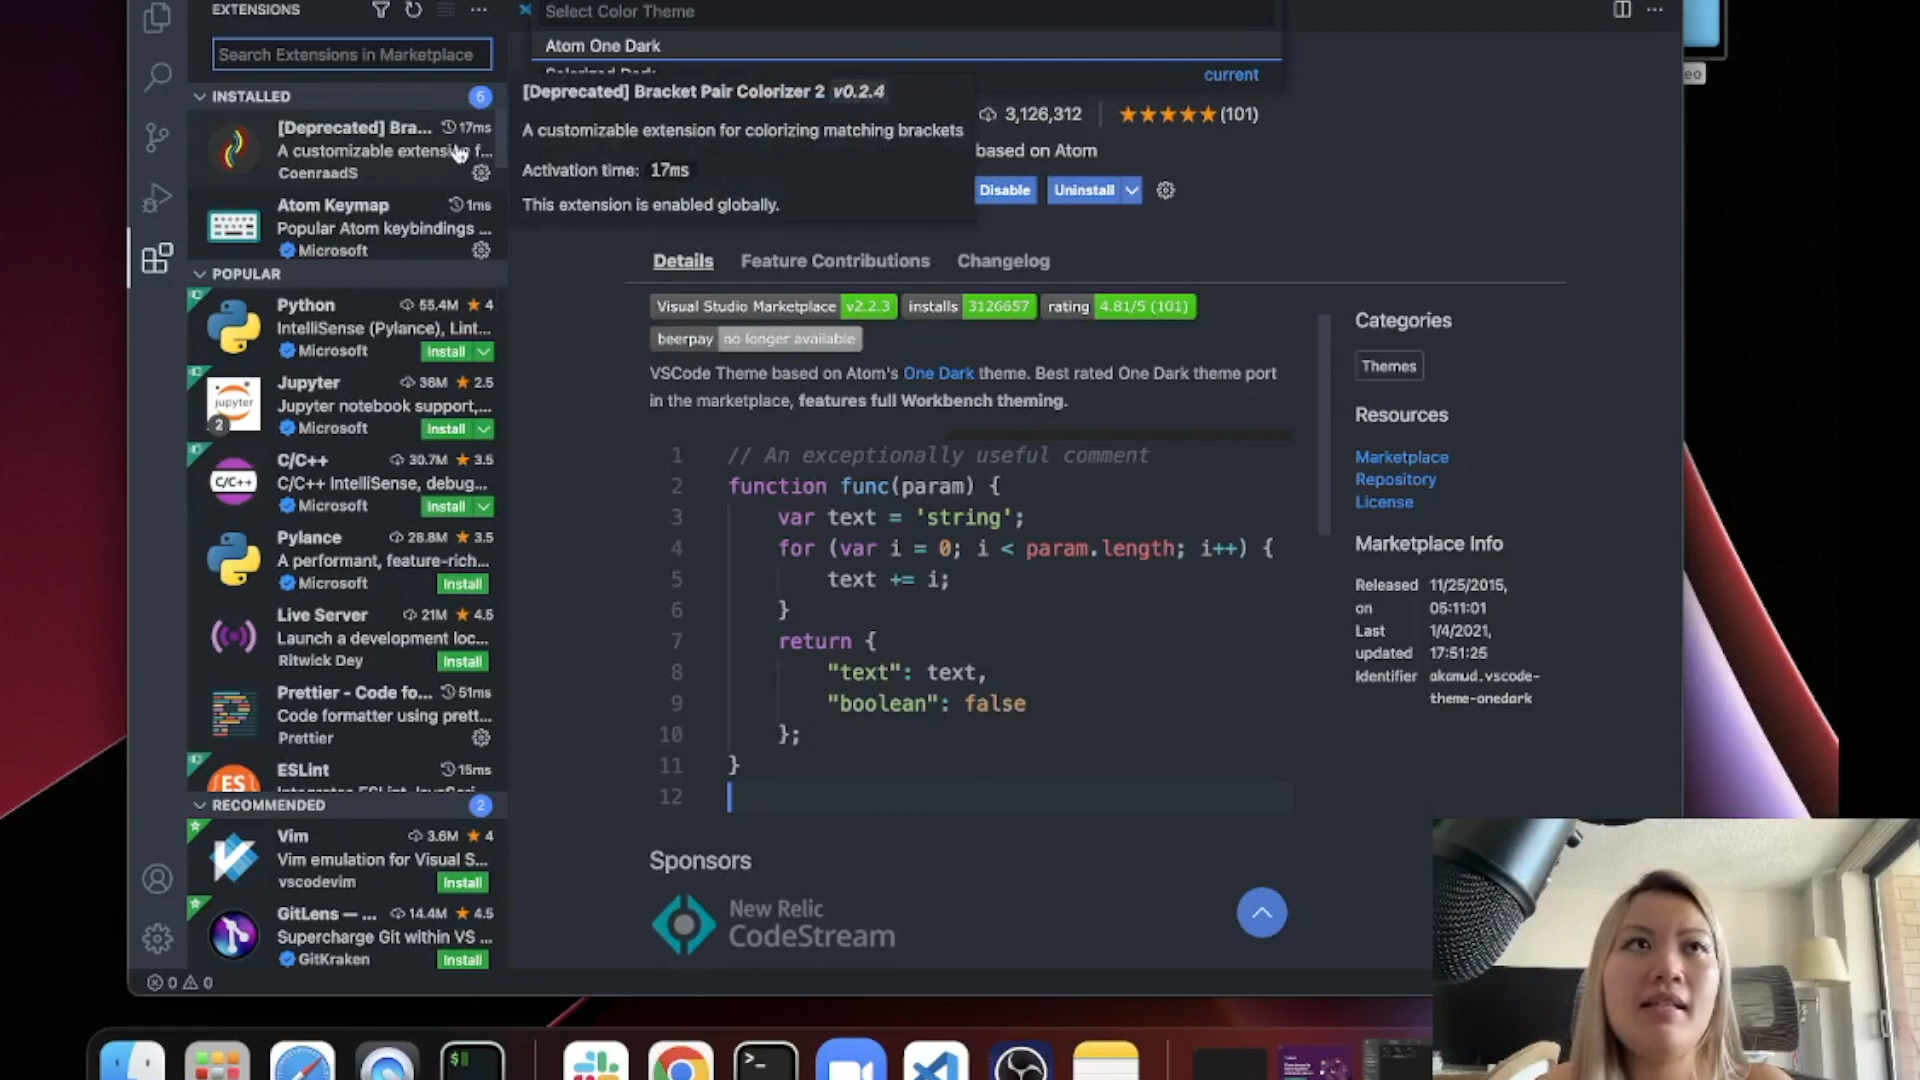 EXTENSIONS
Search Extensions in Marketplace
INSTALLED 6
[Deprecated] Bra... 17ms
A customizable extensive f...
CoenraadS
Atom Keymap 1ms
Popular Atom keybindings ...
Microsoft
POPULAR
Python 55.4M ★ 4
IntelliSense (Pylance), Lint...
Microsoft Install
Jupyter 36M ★ 2.5
jupyter
Jupyter notebook support,...
2 Microsoft Install
C/C++ 30.7M ★ 3.5
C/C++
C/C++ IntelliSense, debug...
Microsoft Install
Pylance 28.8M ★ 3.5
A performant, feature-rich...
Microsoft Install
Live Server 21M ★ 4.5
Launch a development loc...
Ritwick Dey Install
Prettier - Code fo... 51ms
Code formatter using prett...
Prettier
ESLint 15ms
ES
RECOMMENDED 2
Vim 3.6M ★ 4
Vim emulation for Visual S...
vscodevim Install
GitLens — ... 14.4M ★ 4.5
Supercharge Git within VS ...
GitKraken Install
0 0
Select Color Theme
Atom One Dark
current
[Deprecated] Bracket Pair Colorizer 2 v0.2.4
A customizable extension for colorizing matching brackets
Activation time: 17ms
This extension is enabled globally.
3,126,312 | ★★★★★(101)
based on Atom
Disable Uninstall
Details Feature Contributions Changelog
Visual Studio Marketplace v2.2.3 installs 3126657 rating 4.81/5 (101)
beerpay no longer available
VSCode Theme based on Atom's One Dark theme. Best rated One Dark theme port
in the marketplace, features full Workbench theming.
1 // An exceptionally useful comment
2 function func(param) {
3 var text = 'string';
4 for (var i = 0; i < param.length; i++) {
5 text += i;
6 }
7 return {
8 "text": text,
9 "boolean": false
10 };
11 }
12
Sponsors
New Relic
CodeStream
Categories
Themes
Resources
Marketplace
Repository
License
Marketplace Info
Released 11/25/2015,
on 05:11:01
Last 1/4/2021,
updated 17:51:25
Identifier akamud.vscode-
theme-onedark
eo